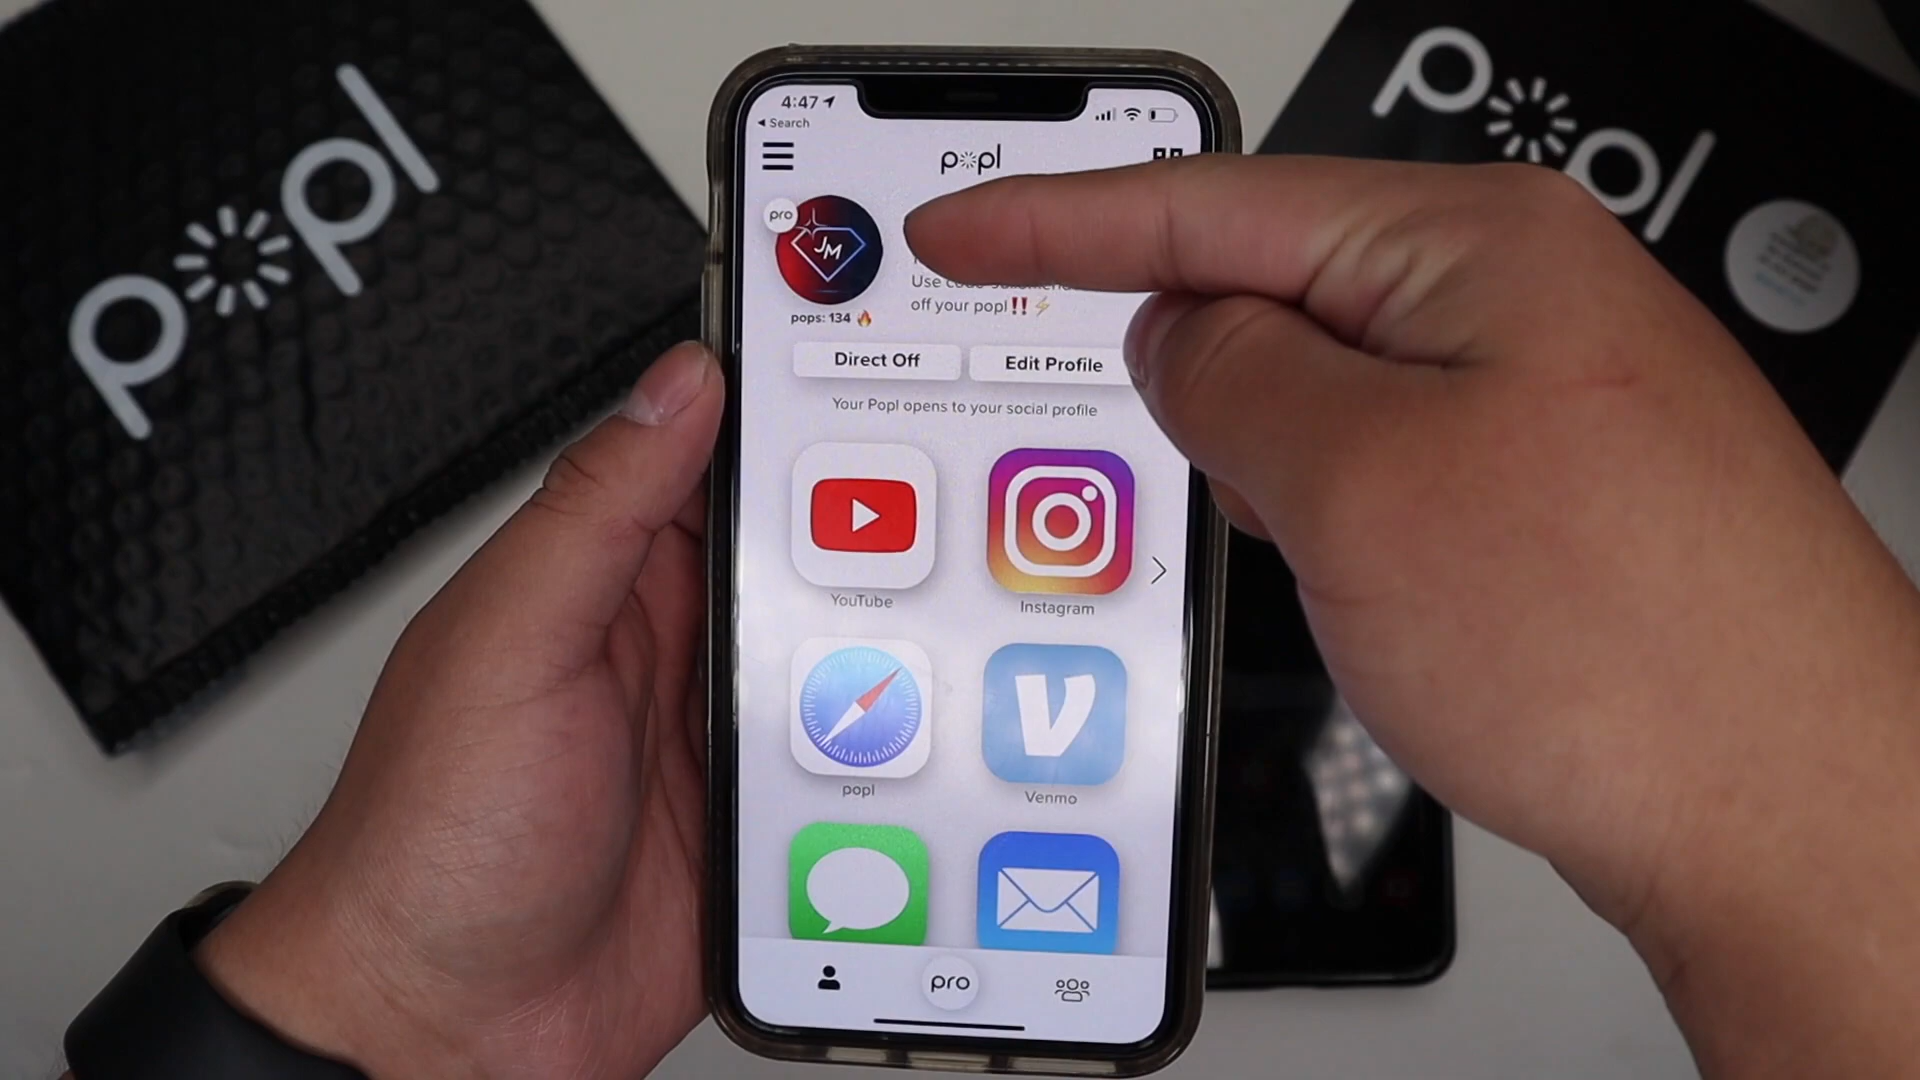 popl
popl
4:47
Search
popl
pro
JM
Use code
off your popl‼️⚡
pops: 134 🔥
Direct Off
Edit Profile
Your Popl opens to your social profile
YouTube
Instagram
popl
Venmo
pro